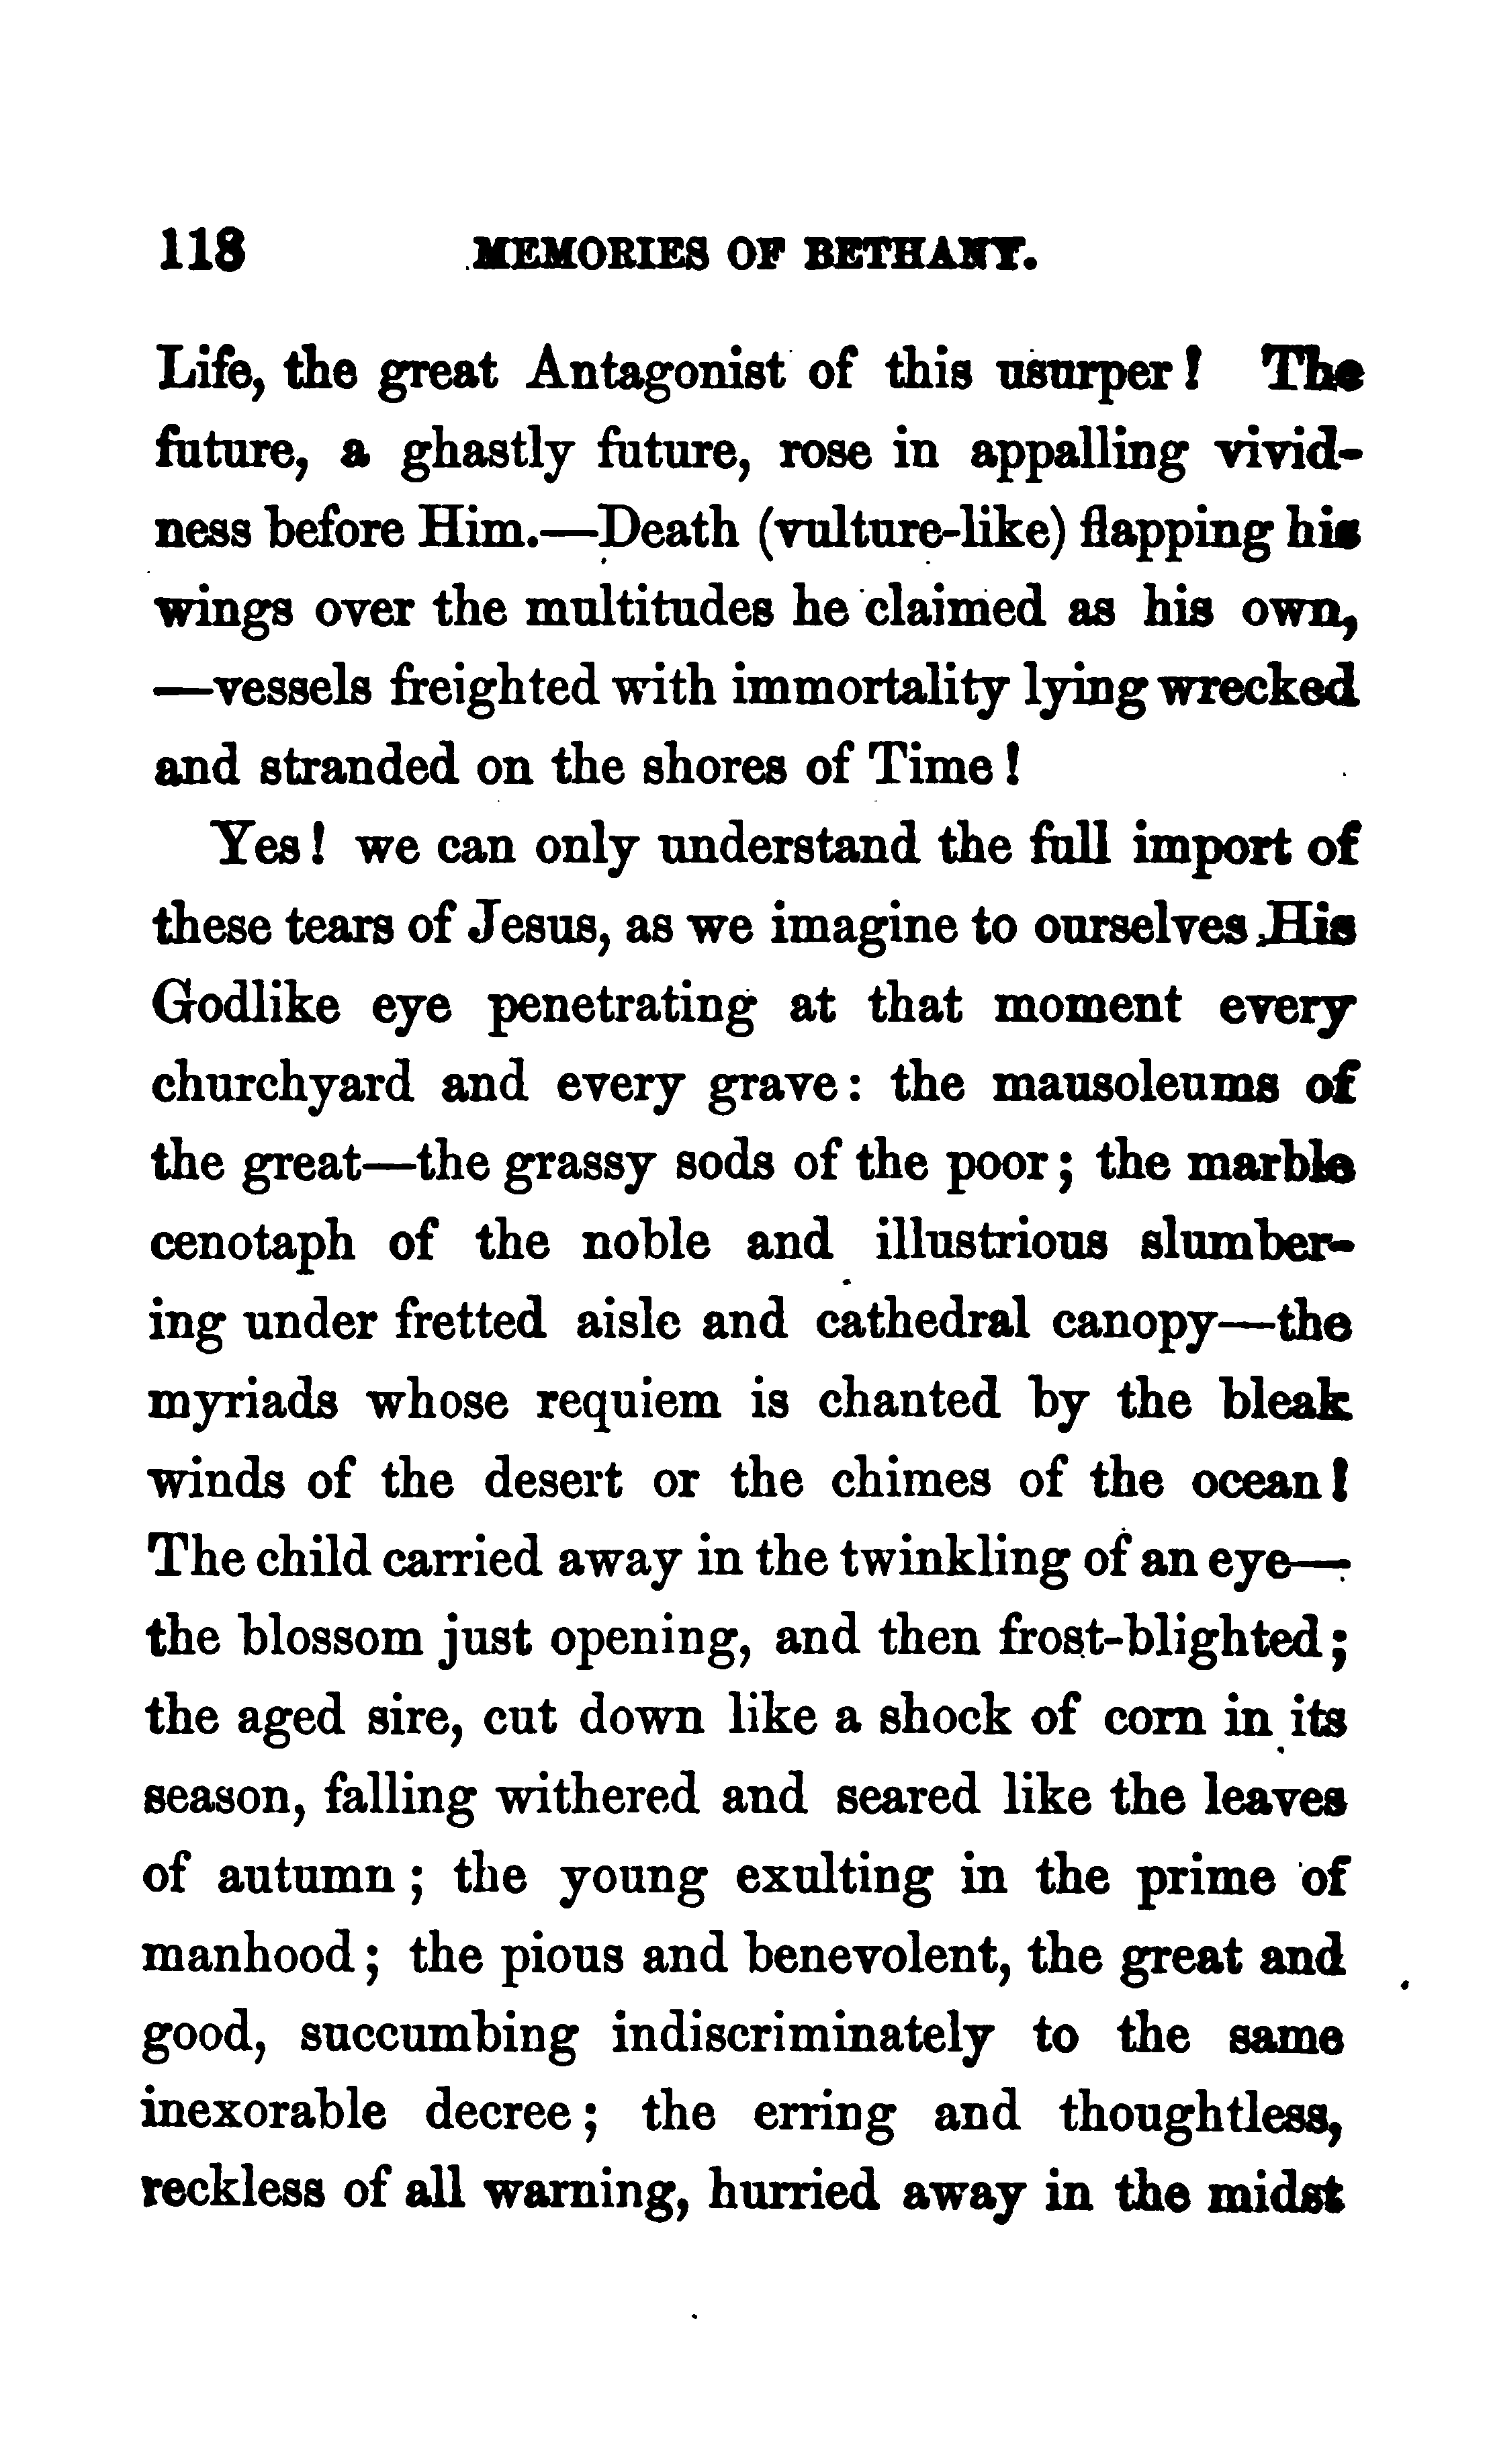 118 MEMORIES OF BETHANY.
Life, the great Antagonist of this usurper! The
future, a ghastly future, rose in appalling vivid-
ness before Him.—Death (vulture-like) flapping his
wings over the multitudes he claimed as his own,
—vessels freighted with immortality lying wrecked
and stranded on the shores of Time!
Yes! we can only understand the full import of
these tears of Jesus, as we imagine to ourselves His
Godlike eye penetrating at that moment every
churchyard and every grave: the mausoleums of
the great—the grassy sods of the poor; the marble
cenotaph of the noble and illustrious slumber-
ing under fretted aisle and cathedral canopy—the
myriads whose requiem is chanted by the bleak
winds of the desert or the chimes of the ocean!
The child carried away in the twinkling of an eye—
the blossom just opening, and then frost-blighted;
the aged sire, cut down like a shock of corn in its
season, falling withered and seared like the leaves
of autumn; the young exulting in the prime of
manhood; the pious and benevolent, the great and
good, succumbing indiscriminately to the same
inexorable decree; the erring and thoughtless,
reckless of all warning, hurried away in the midst